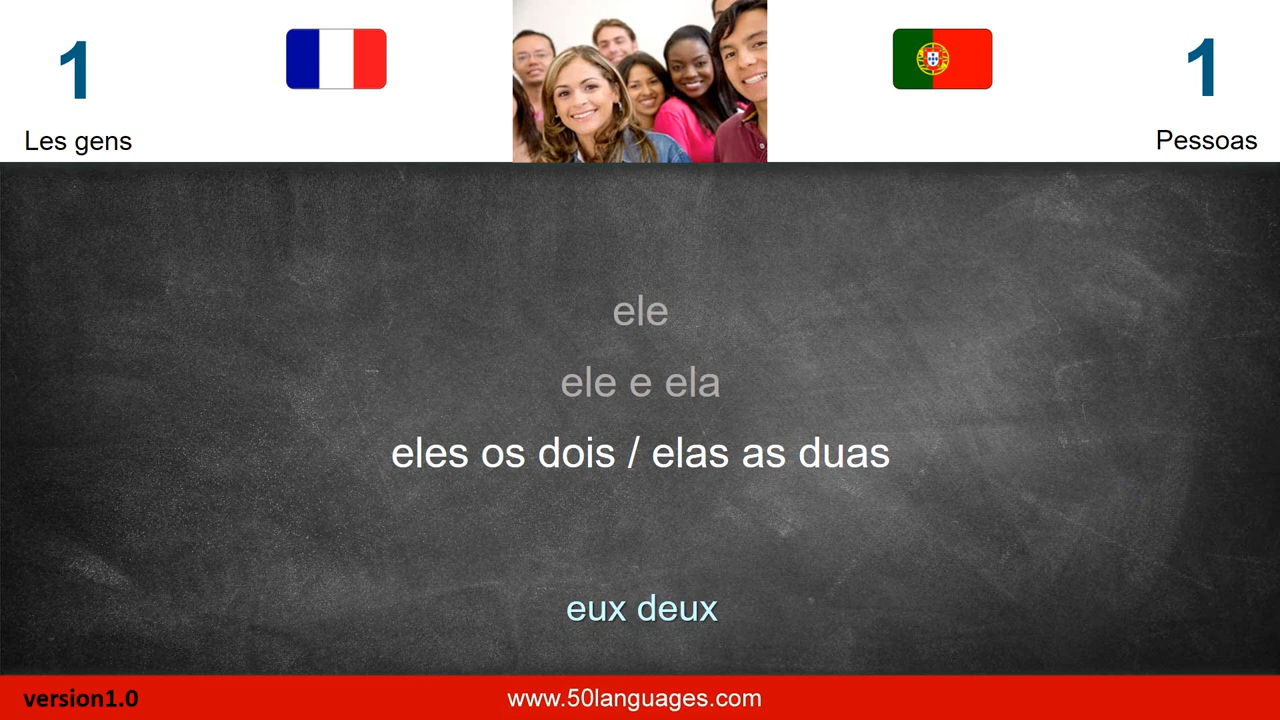 1
Les gens
1
Pessoas
ele
ele e ela
eles os dois / elas as duas
eux deux
version1.0
www.50languages.com